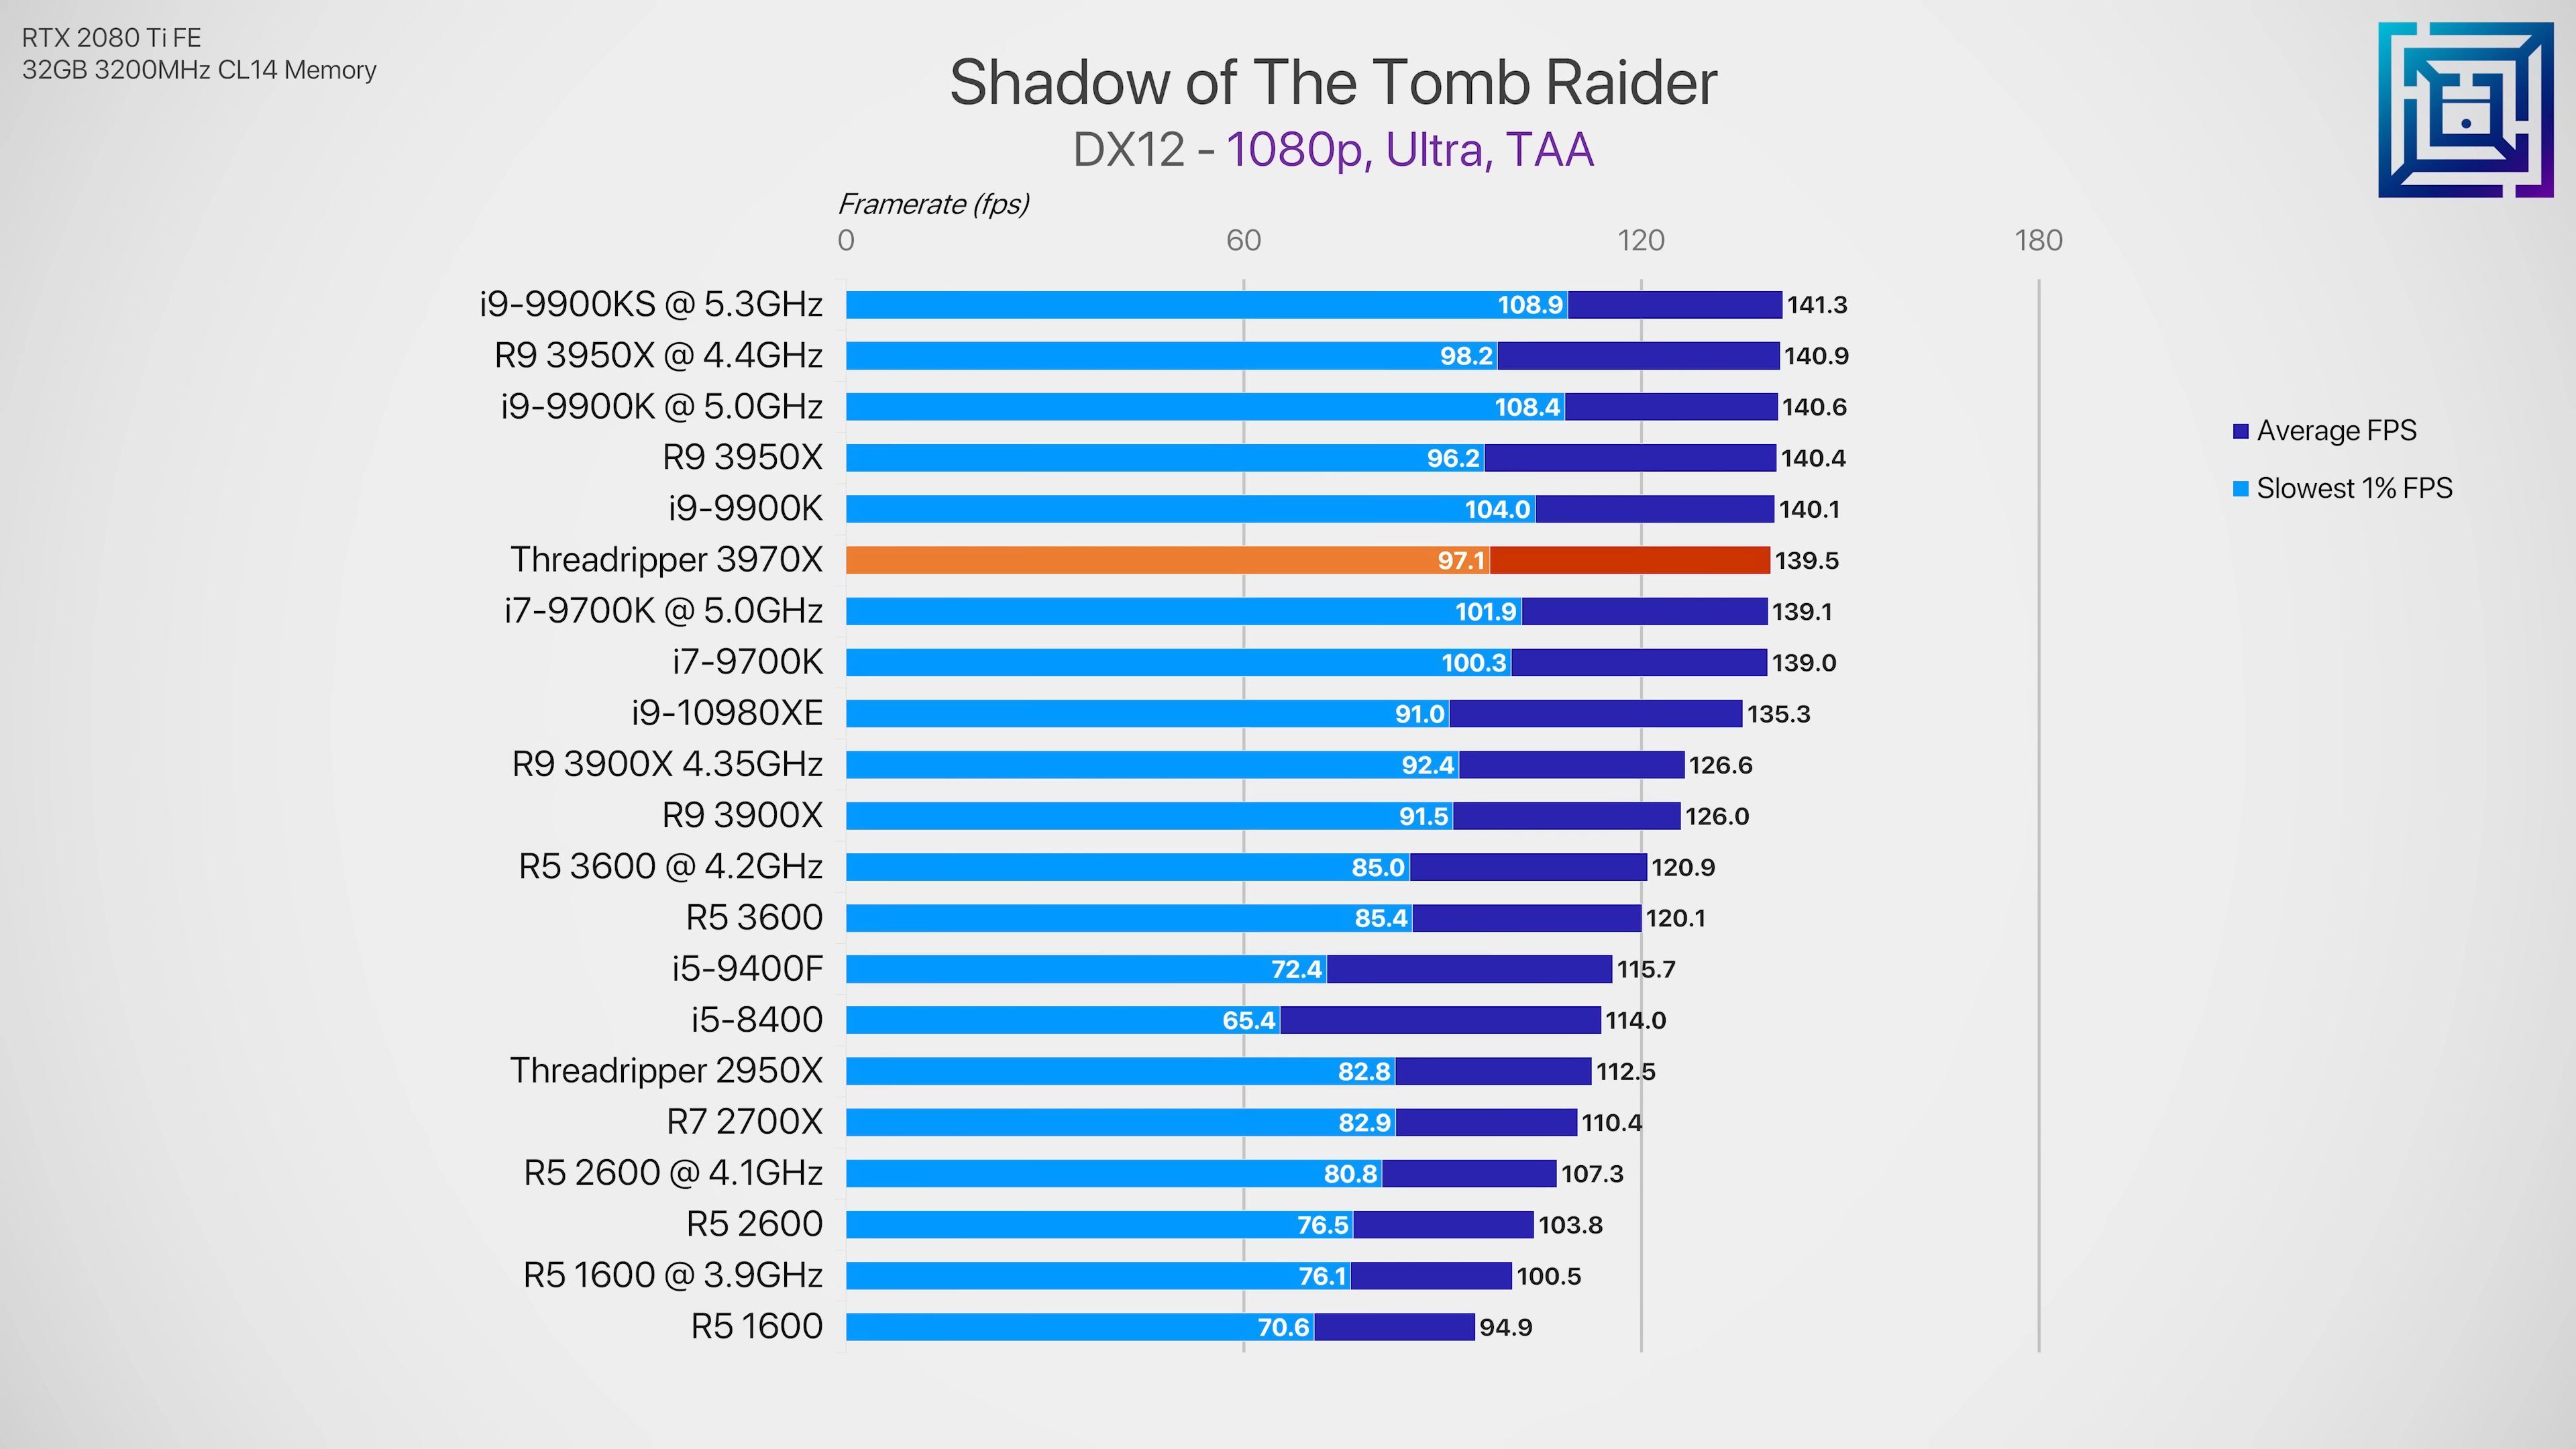 RTX 2080 Ti FE
32GB 3200MHz CL14 Memory
Shadow of The Tomb Raider
DX12 - 1080p, Ultra, TAA
Framerate (fps)
0 60 120 180
i9-9900KS @ 5.3GHz 108.9 141.3
R9 3950X @ 4.4GHz 98.2 140.9
i9-9900K @ 5.0GHz 108.4 140.6
R9 3950X 96.2 140.4
i9-9900K 104.0 140.1
Threadripper 3970X 97.1 139.5
i7-9700K @ 5.0GHz 101.9 139.1
i7-9700K 100.3 139.0
i9-10980XE 91.0 135.3
R9 3900X 4.35GHz 92.4 126.6
R9 3900X 91.5 126.0
R5 3600 @ 4.2GHz 85.0 120.9
R5 3600 85.4 120.1
i5-9400F 72.4 115.7
i5-8400 65.4 114.0
Threadripper 2950X 82.8 112.5
R7 2700X 82.9 110.4
R5 2600 @ 4.1GHz 80.8 107.3
R5 2600 76.5 103.8
R5 1600 @ 3.9GHz 76.1 100.5
R5 1600 70.6 94.9
Average FPS
Slowest 1% FPS